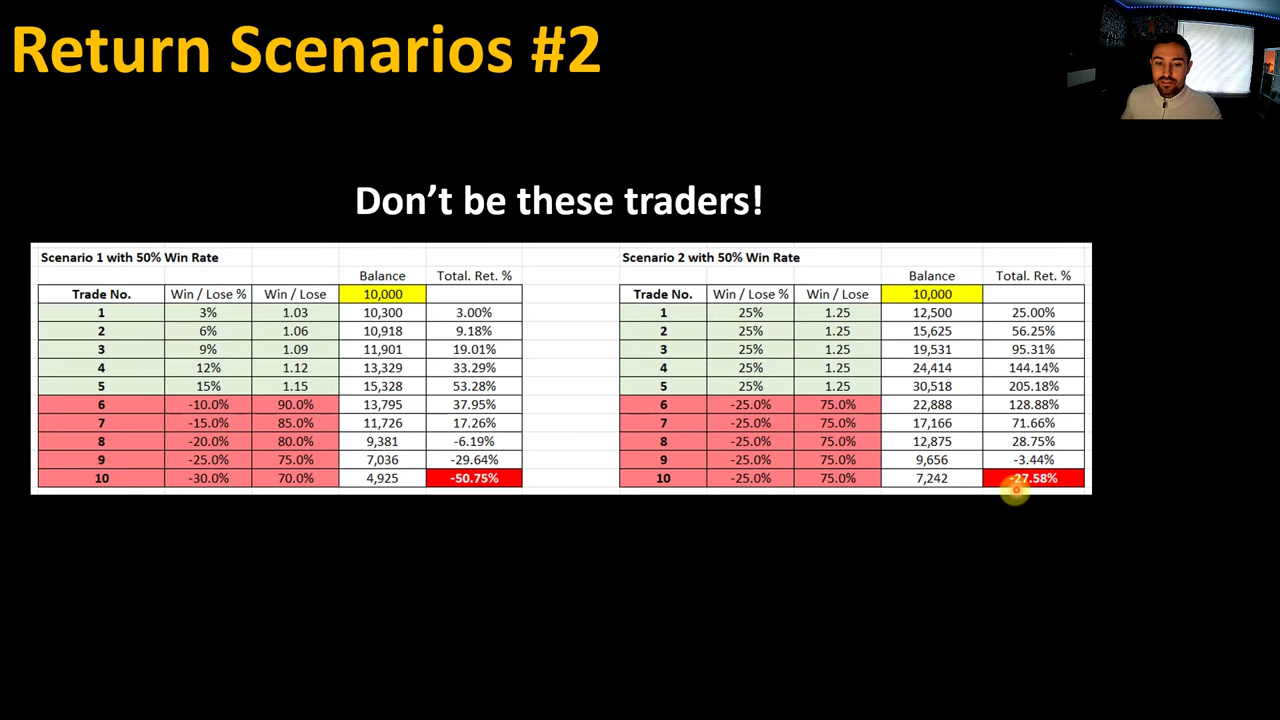 Return Scenarios #2
Don't be these traders!
Scenario 1 with 50% Win Rate
Balance Total. Ret. %
Trade No. Win / Lose % Win / Lose 10,000
1 3% 1.03 10,300 3.00%
2 6% 1.06 10,918 9.18%
3 9% 1.09 11,901 19.01%
4 12% 1.12 13,329 33.29%
5 15% 1.15 15,328 53.28%
6 -10.0% 90.0% 13,795 37.95%
7 -15.0% 85.0% 11,726 17.26%
8 -20.0% 80.0% 9,381 -6.19%
9 -25.0% 75.0% 7,036 -29.64%
10 -30.0% 70.0% 4,925 -50.75%
Scenario 2 with 50% Win Rate
Balance Total. Ret. %
Trade No. Win / Lose % Win / Lose 10,000
1 25% 1.25 12,500 25.00%
2 25% 1.25 15,625 56.25%
3 25% 1.25 19,531 95.31%
4 25% 1.25 24,414 144.14%
5 25% 1.25 30,518 205.18%
6 -25.0% 75.0% 22,888 128.88%
7 -25.0% 75.0% 17,166 71.66%
8 -25.0% 75.0% 12,875 28.75%
9 -25.0% 75.0% 9,656 -3.44%
10 -25.0% 75.0% 7,242 -27.58%